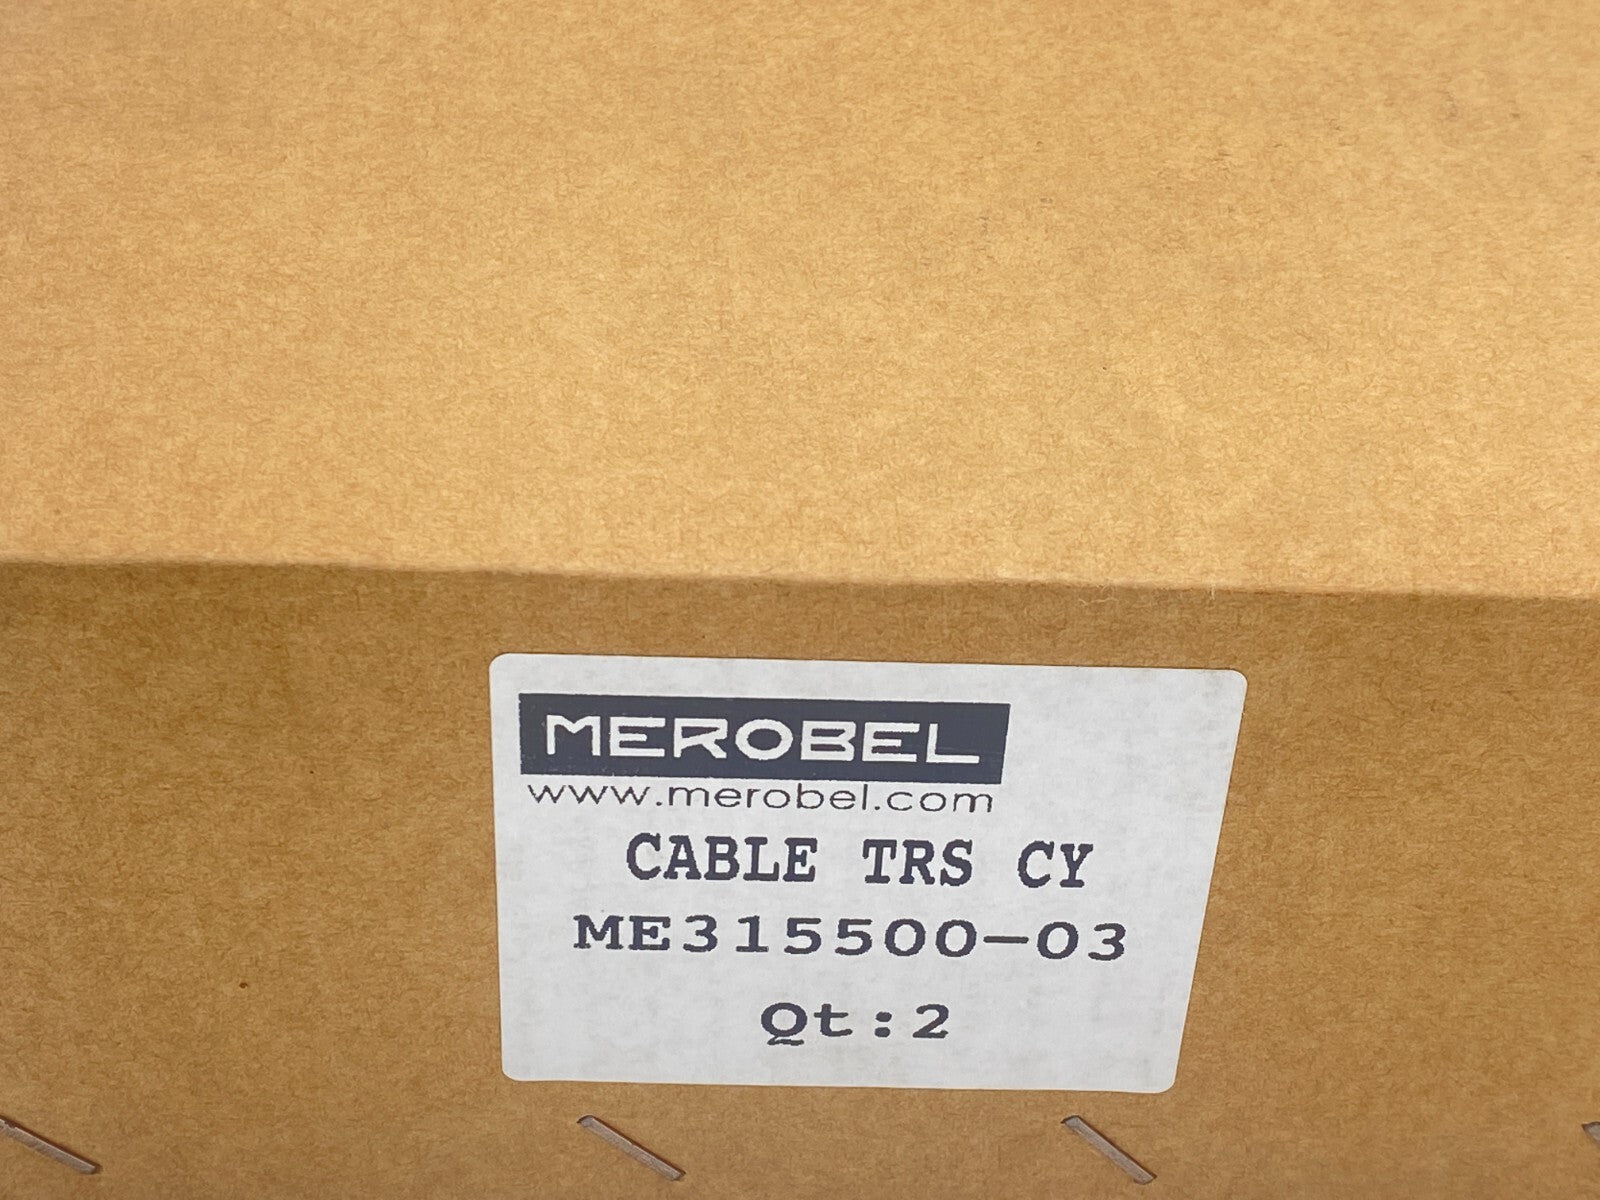 MEROBEL
www.merobel.com
CABLE TRS CY
ME315500-03
Qt:2